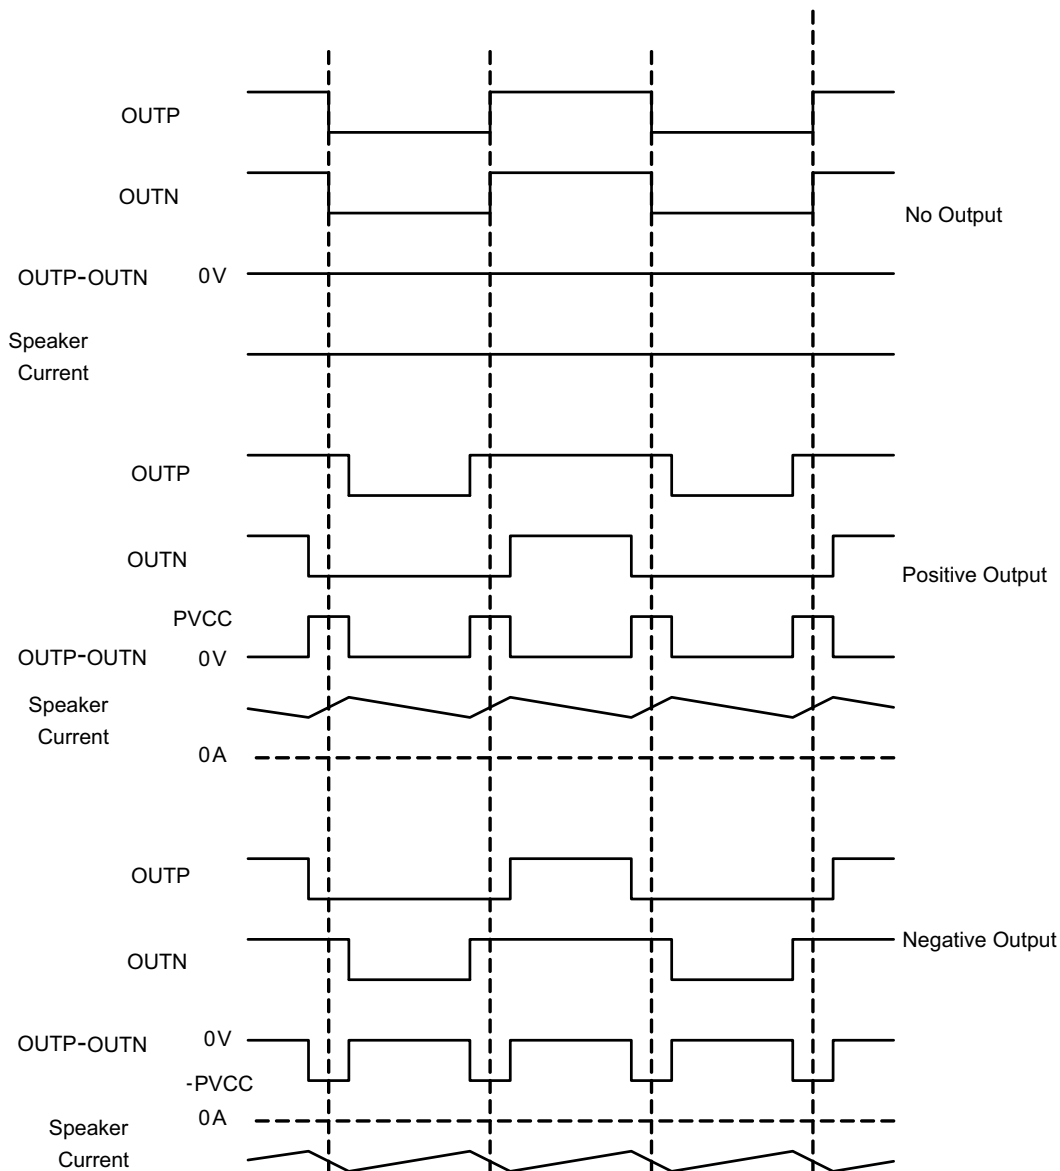 OUTP
OUTN
No Output
OUTP-OUTN 0V
Speaker
Current
OUTP
OUTN
Positive Output
PVCC
OUTP-OUTN 0V
Speaker
Current
0A
OUTP
OUTN
Negative Output
OUTP-OUTN 0V
-PVCC
0A
Speaker
Current